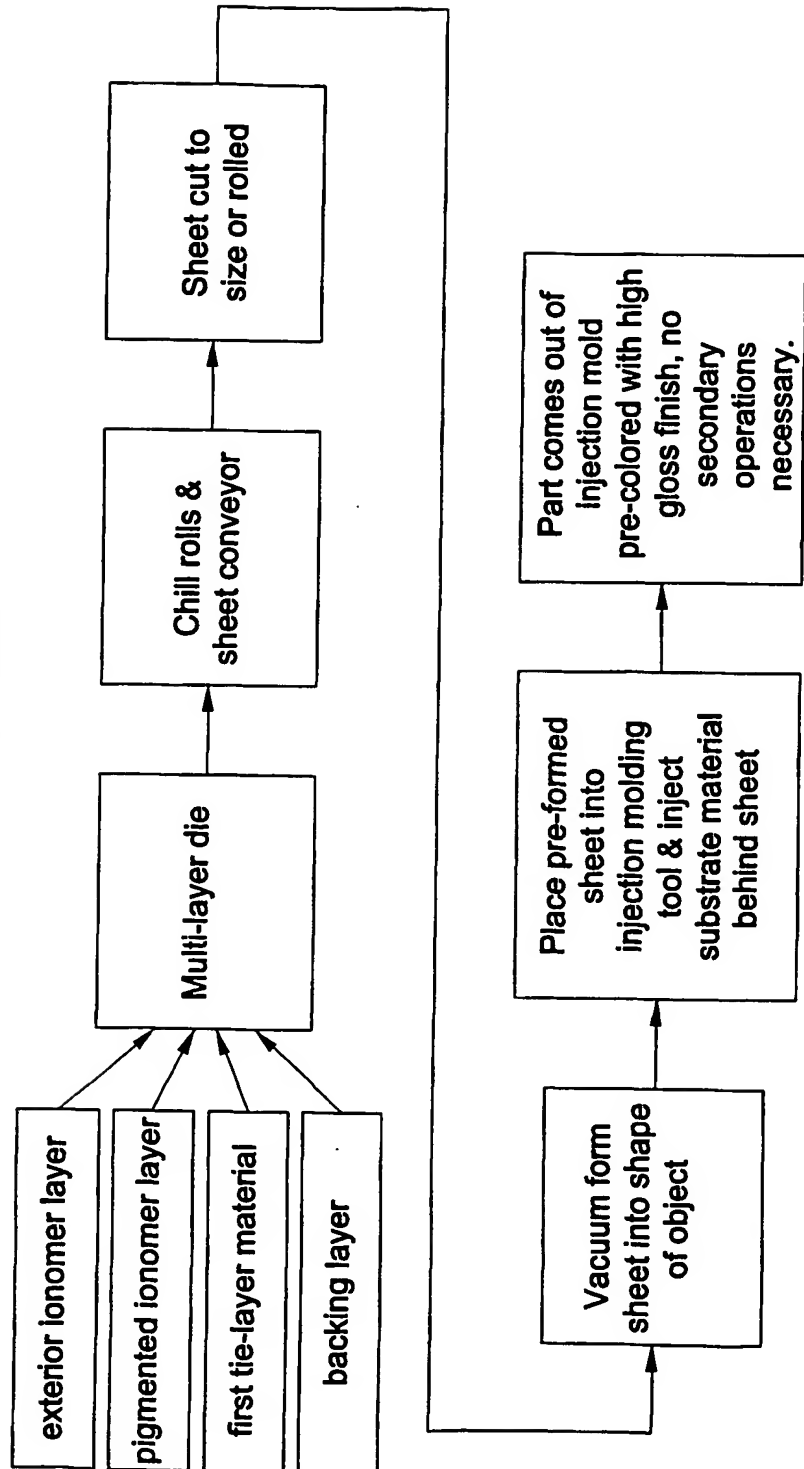 exterior ionomer layer
pigmented ionomer layer
first tie-layer material
backing layer
Multi-layer die
Chill rolls &
sheet conveyor
Sheet cut to
size or rolled
Vacuum form
sheet into shape
of object
Place pre-formed
sheet into
injection molding
tool & inject
substrate material
behind sheet
Part comes out of
injection mold
pre-colored with high
gloss finish, no
secondary
operations
necessary.